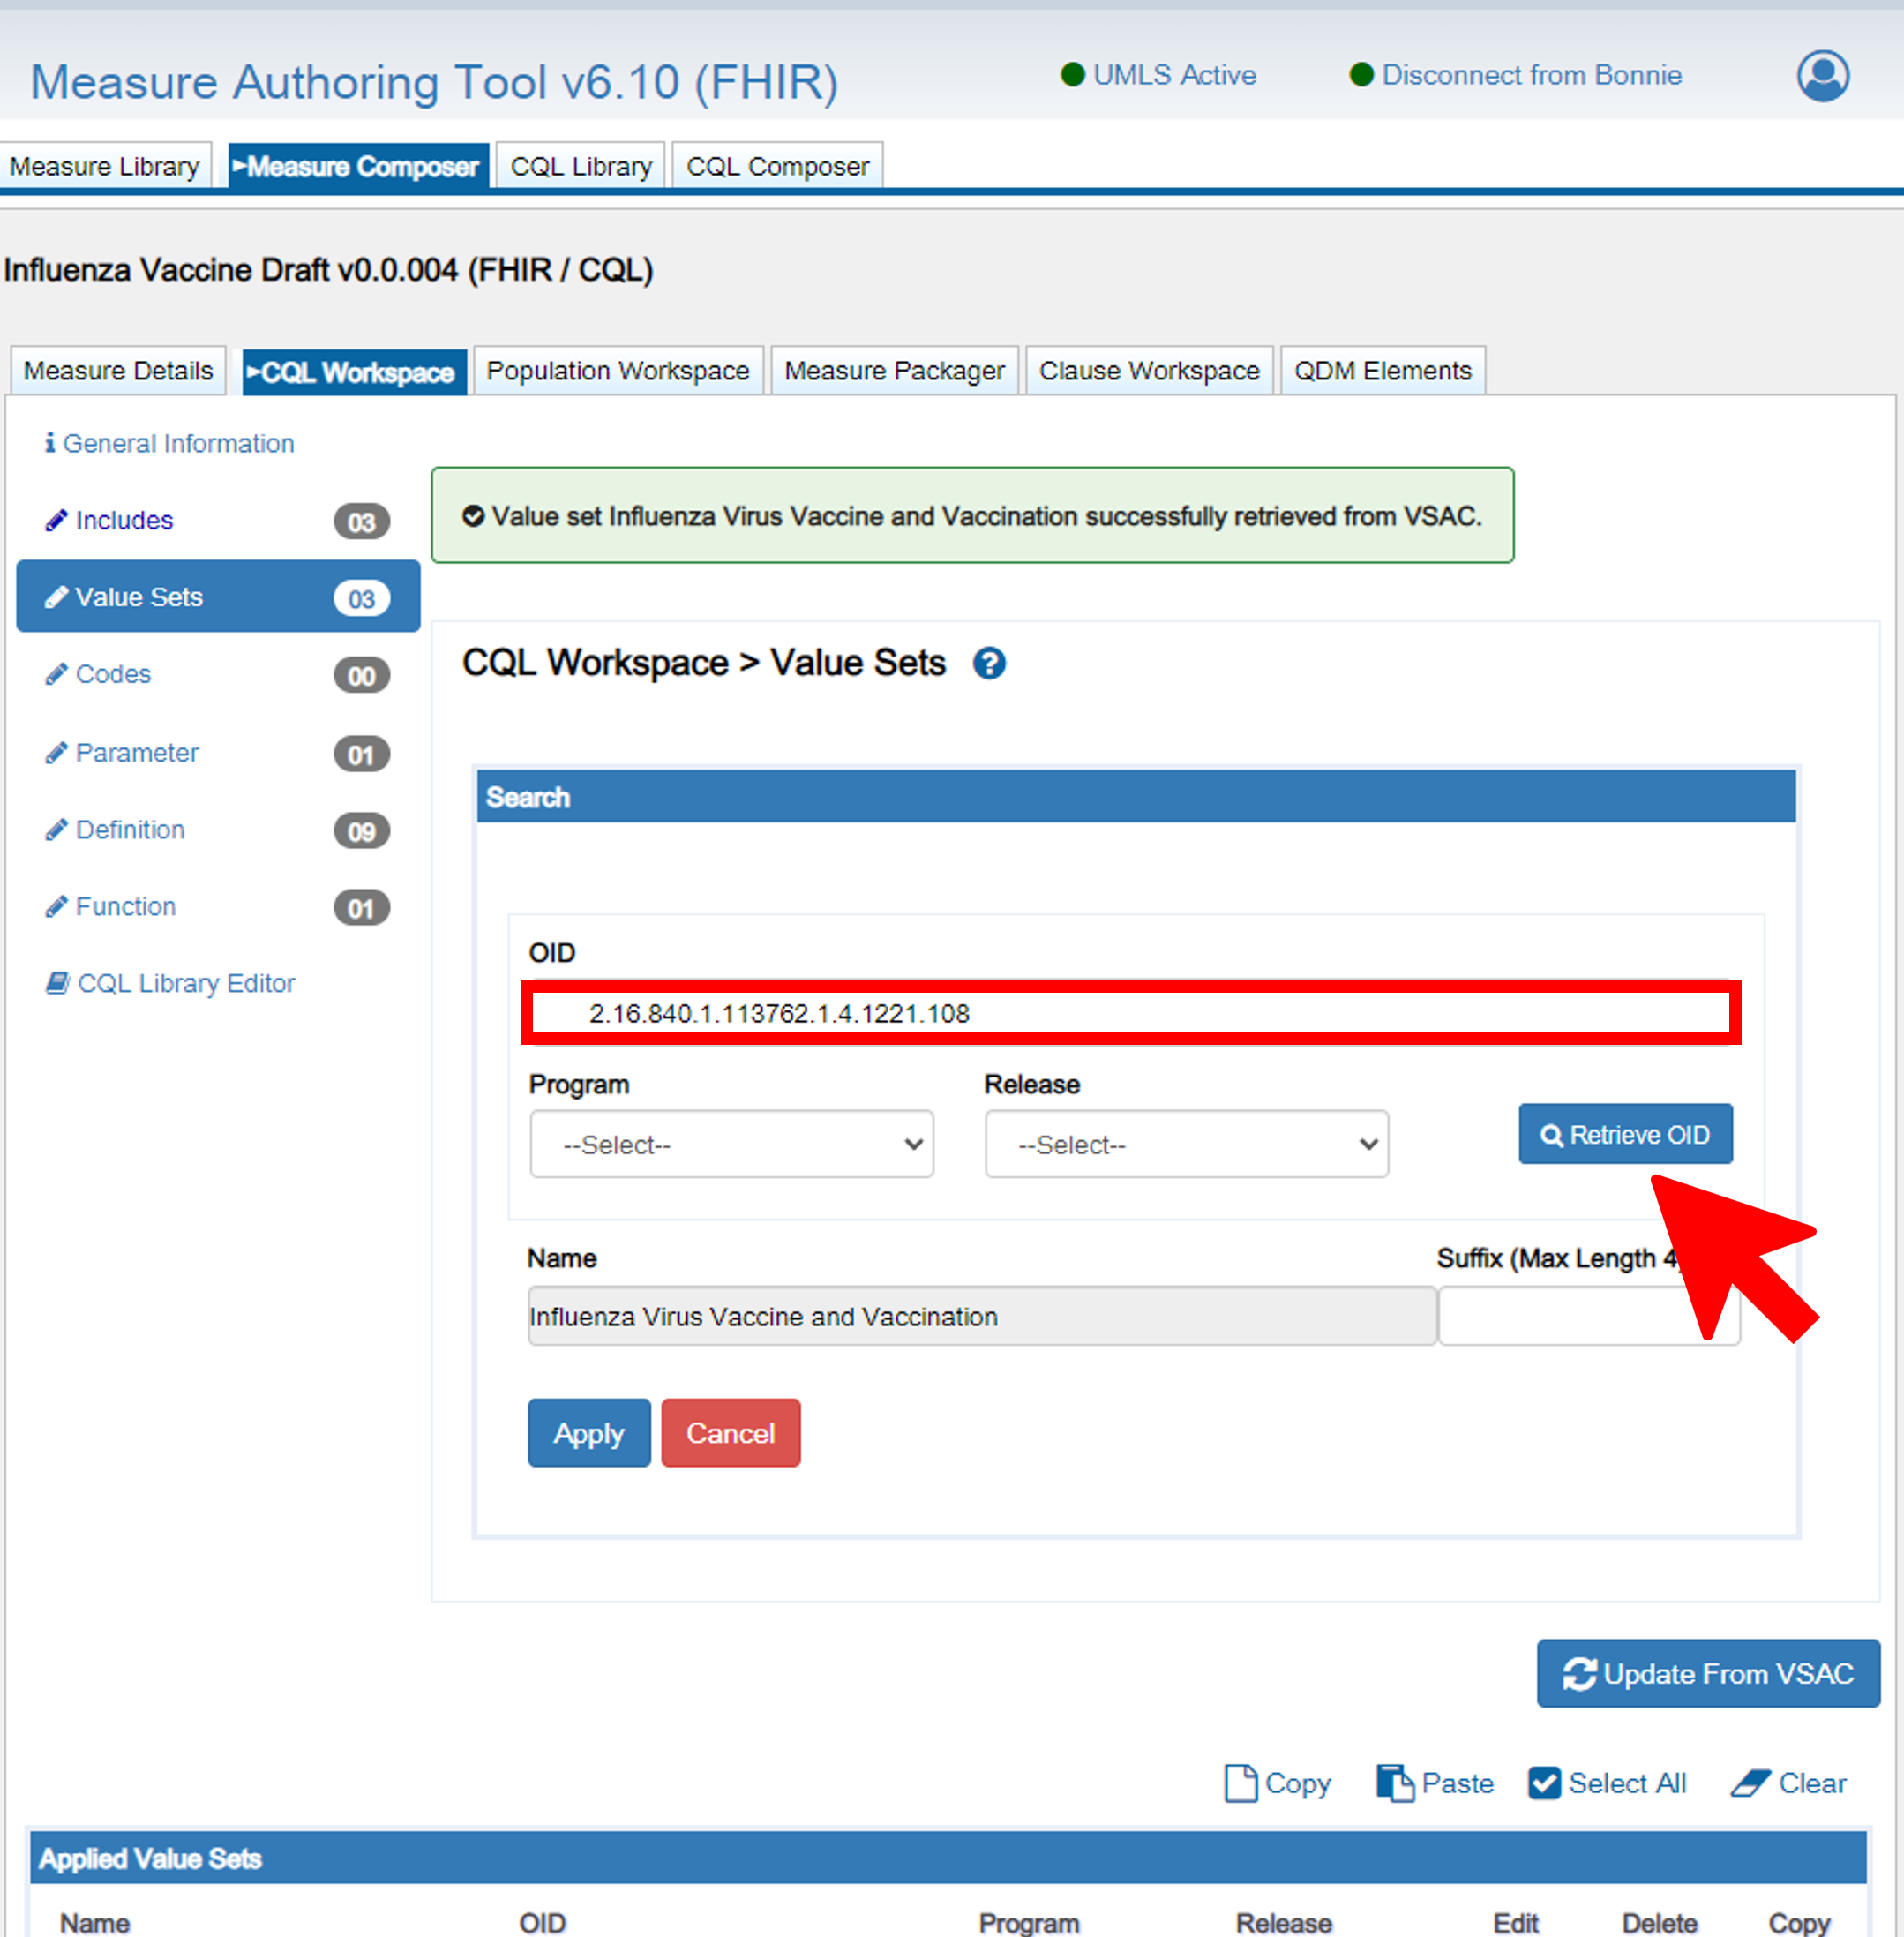 Measure Authoring Tool v6.10 (FHIR)
UMLS Active
Disconnect from Bonnie
Measure Library
►Measure Composer
CQL Library
CQL Composer
Influenza Vaccine Draft v0.0.004 (FHIR / CQL)
Measure Details
►CQL Workspace
Population Workspace
Measure Packager
Clause Workspace
QDM Elements
General Information
Includes 03
Value Sets 03
Codes 00
Parameter 01
Definition 09
Function 01
CQL Library Editor
Value set Influenza Virus Vaccine and Vaccination successfully retrieved from VSAC.
CQL Workspace > Value Sets ?
Search
OID
2.16.840.1.113762.1.4.1221.108
Program
Release
--Select--
--Select--
Retrieve OID
Name
Suffix (Max Length 4
Influenza Virus Vaccine and Vaccination
Apply
Cancel
Update From VSAC
Copy
Paste
Select All
Clear
Applied Value Sets
Name
OID
Program
Release
Edit
Delete
Copy